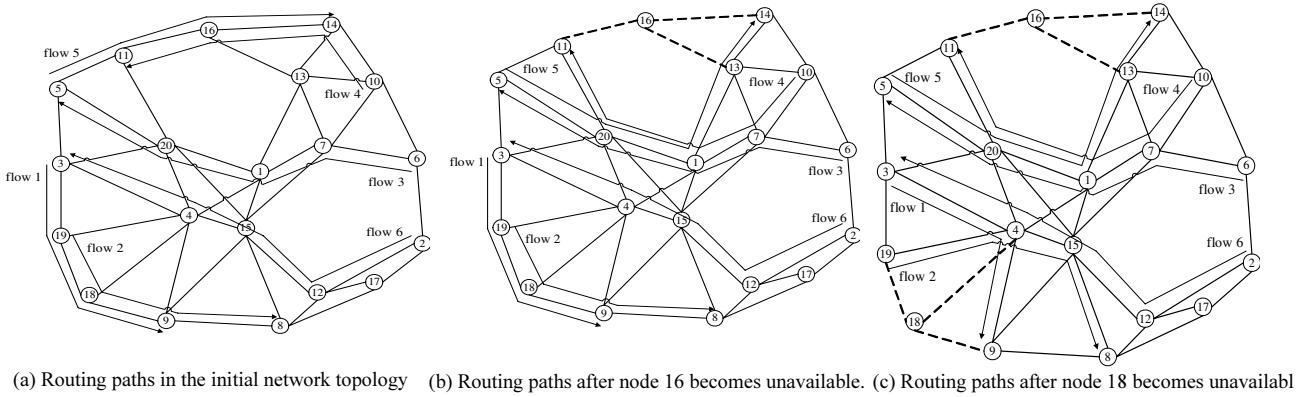 16
14
flow 5
11
13
10
5
flow 4
20
7
3
1
6
flow 1
flow 3
4
15
19
flow 2
flow 6
2
18
12
17
9
8
(a) Routing paths in the initial network topology
16
14
11
flow 5
13
10
5
flow 4
20
7
flow 1
3
1
6
flow 3
4
15
19
flow 2
flow 6
2
18
12
17
9
8
(b) Routing paths after node 16 becomes unavailable.
16
14
11
flow 5
13
10
5
flow 4
20
7
3
1
6
flow 1
flow 3
4
15
19
flow 2
flow 6
2
18
12
17
9
8
(c) Routing paths after node 18 becomes unavailabl